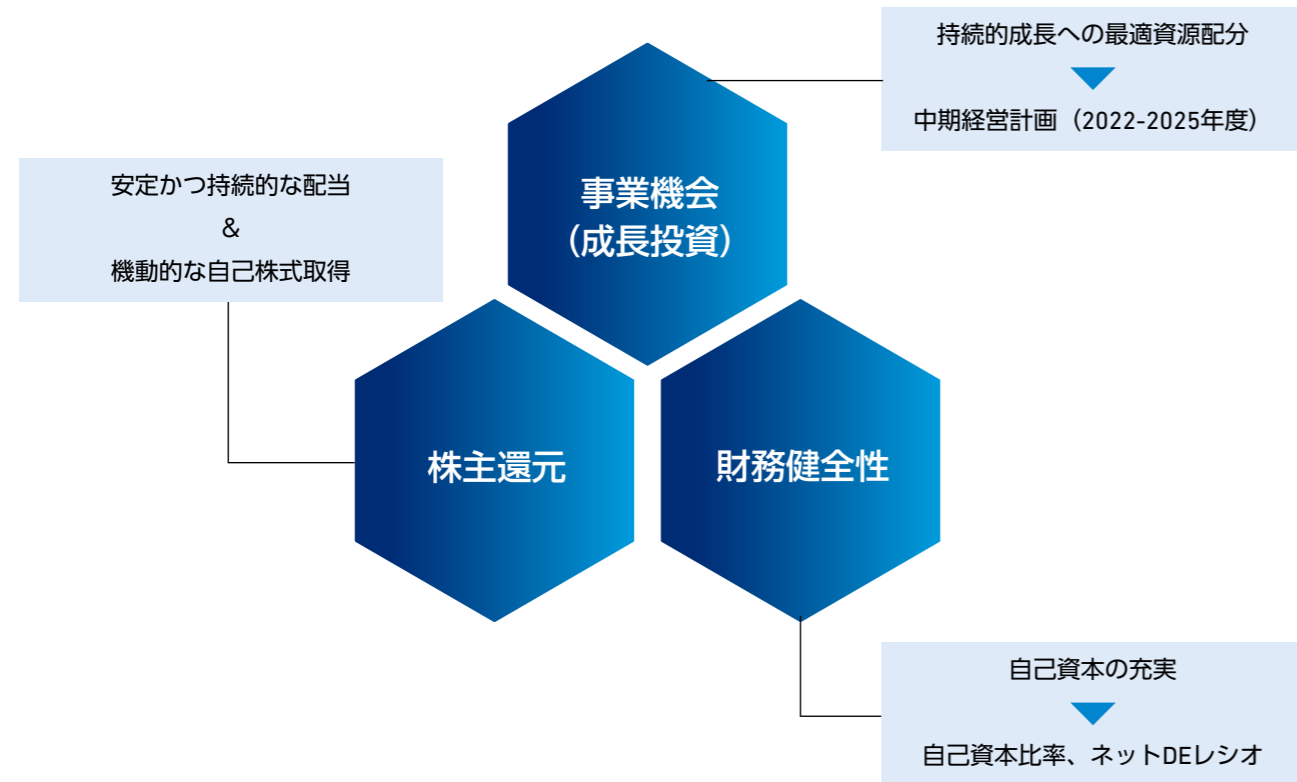 持続的成長への最適資源配分
中期経営計画（2022-2025年度）
安定かつ持続的な配当
&
機動的な自己株式取得
事業機会
（成長投資）
株主還元
財務健全性
自己資本の充実
自己資本比率、ネットDEレシオ